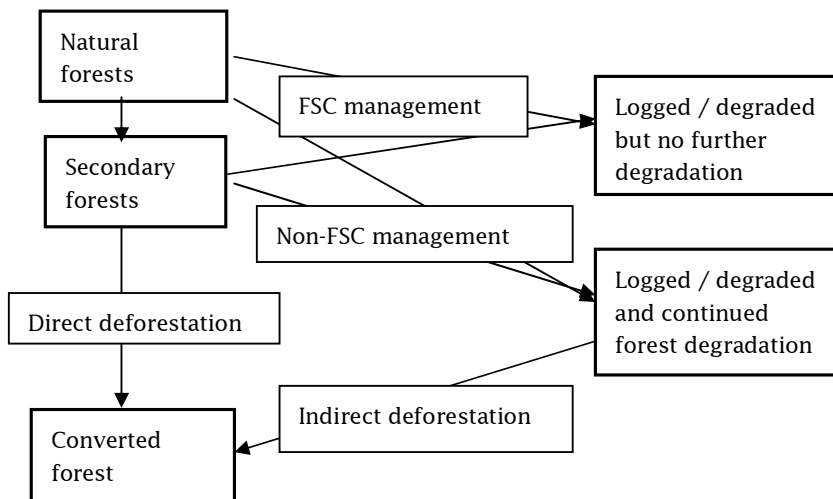 Natural
forests
FSC management
Logged / degraded
but no further
degradation
Secondary
forests
Non-FSC management
Logged / degraded
and continued
forest degradation
Direct deforestation
Indirect deforestation
Converted
forest